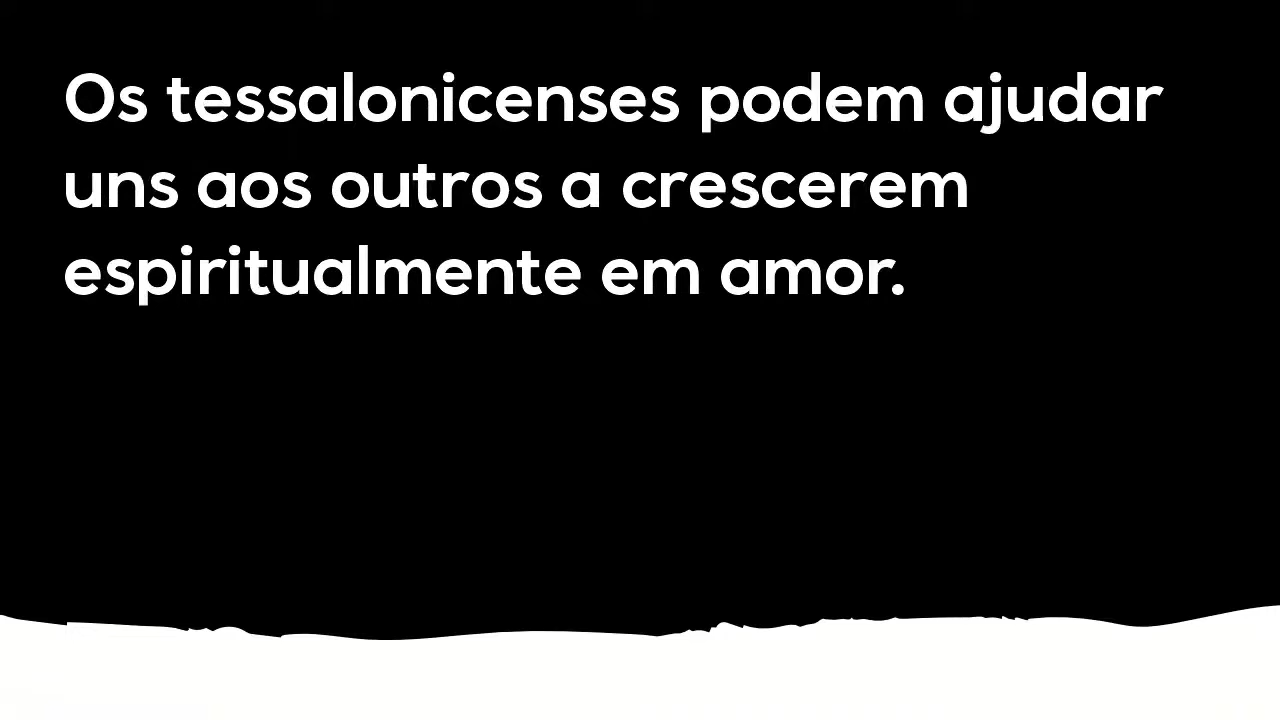 Os tessalonicenses podem ajudar
uns aos outros a crescerem
espiritualmente em amor.